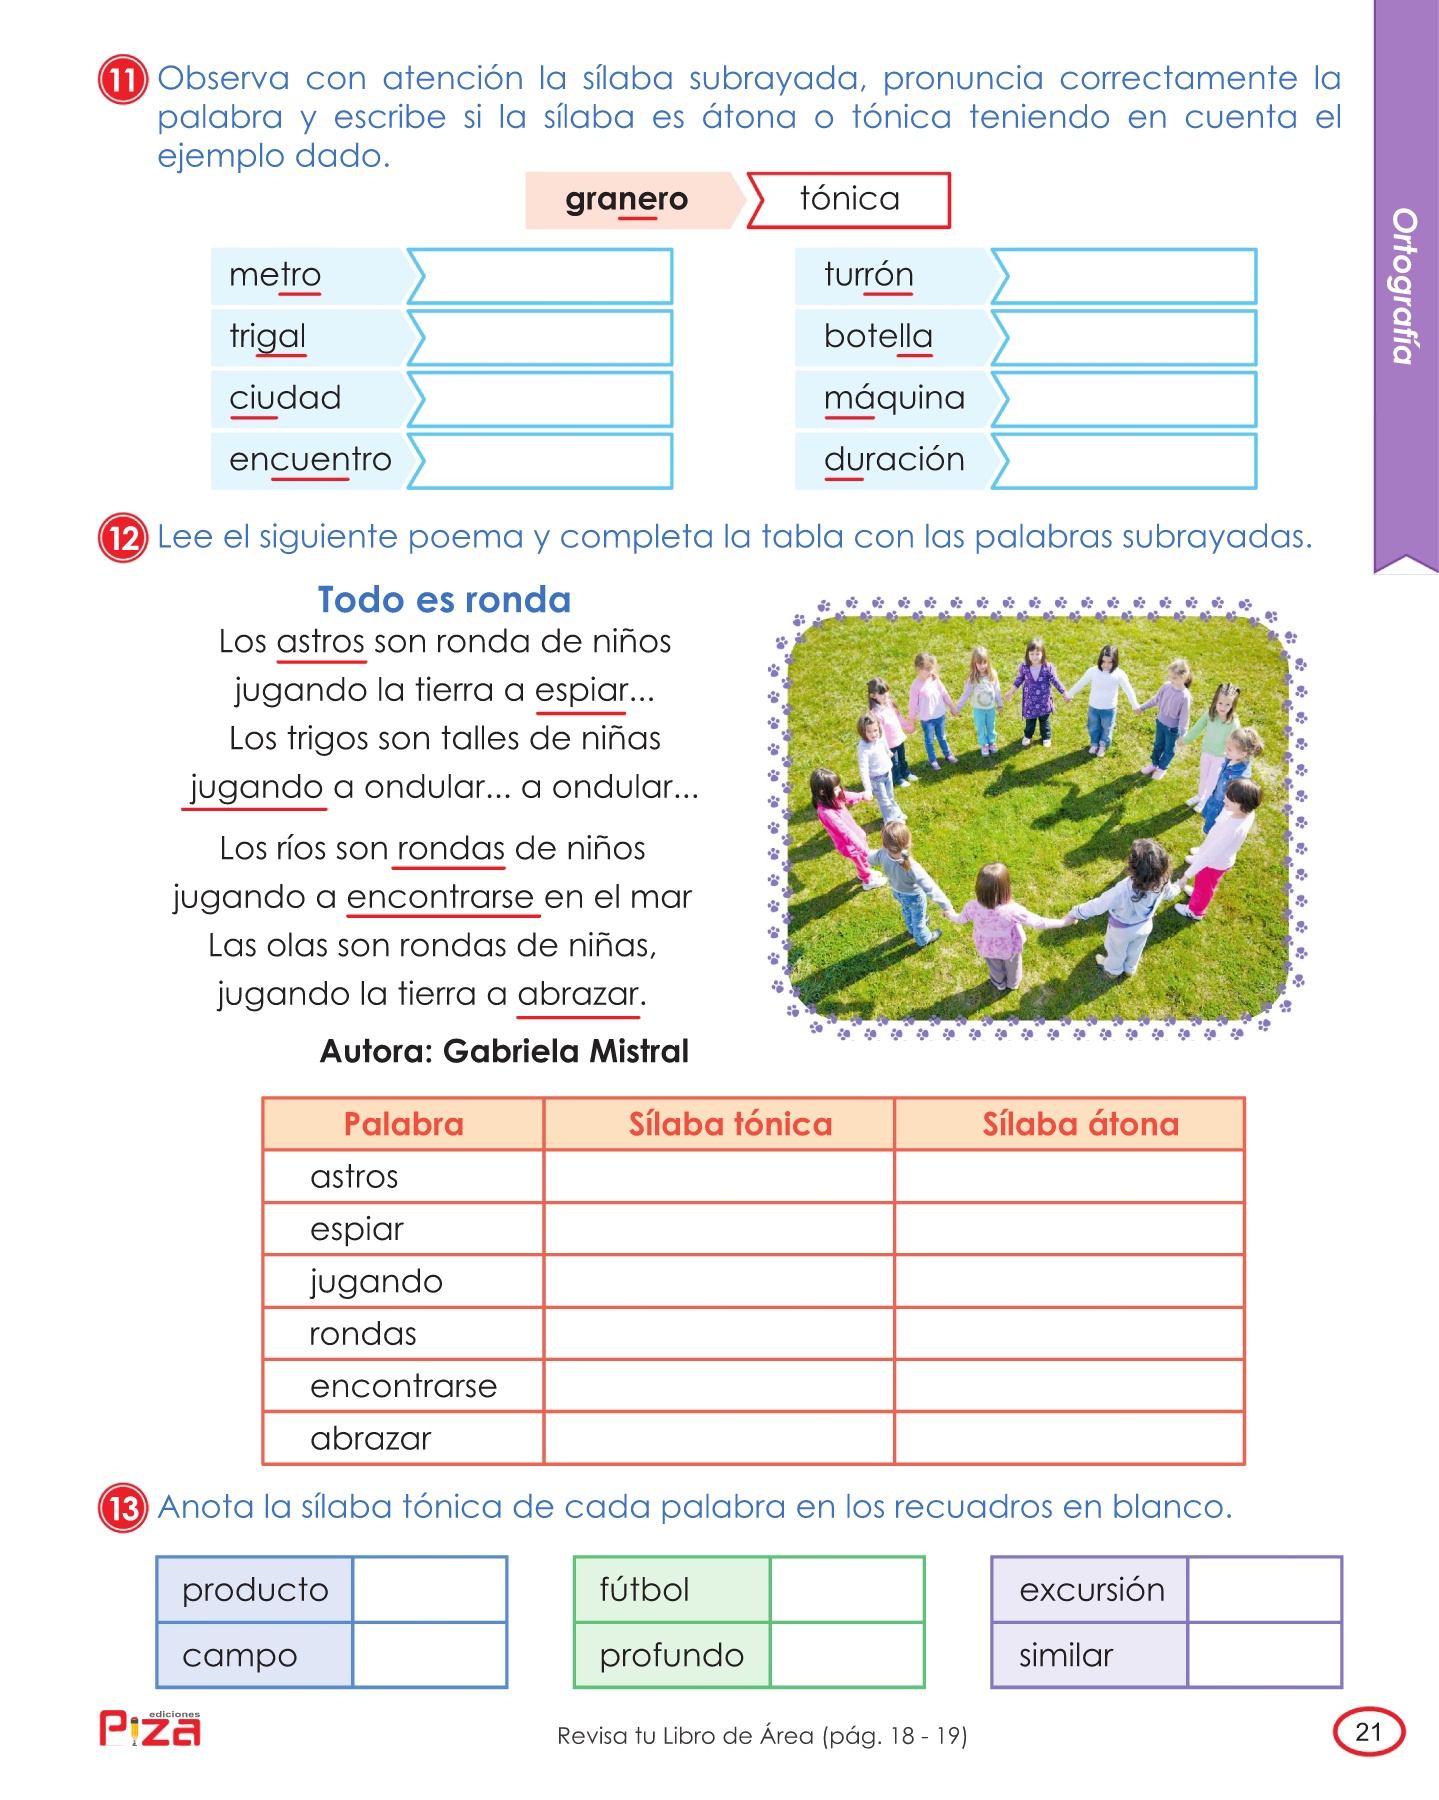 11 Observa con atención la sílaba subrayada, pronuncia correctamente la
palabra y escribe si la sílaba es átona o tónica teniendo en cuenta el
ejemplo dado.
granero tónica
metro turrón
trigal botella
ciudad máquina
encuentro duración
Ortografía
12 Lee el siguiente poema y completa la tabla con las palabras subrayadas.
Todo es ronda
Los astros son ronda de niños
jugando la tierra a espiar...
Los trigos son talles de niñas
jugando a ondular... a ondular...
Los ríos son rondas de niños
jugando a encontrarse en el mar
Las olas son rondas de niñas,
jugando la tierra a abrazar.
Autora: Gabriela Mistral
Palabra Sílaba tónica Sílaba átona
astros
espiar
jugando
rondas
encontrarse
abrazar
13 Anota la sílaba tónica de cada palabra en los recuadros en blanco.
producto fútbol excursión
campo profundo similar
ediciones
Piza
Revisa tu Libro de Área (pág. 18 - 19)
21